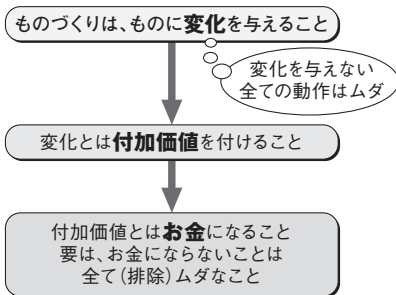 ものづくりは、ものに変化を与えること
変化を与えない
全ての動作はムダ
変化とは付加価値を付けること
付加価値とはお金になること
要は、お金にならないことは
全て(排除)ムダなこと